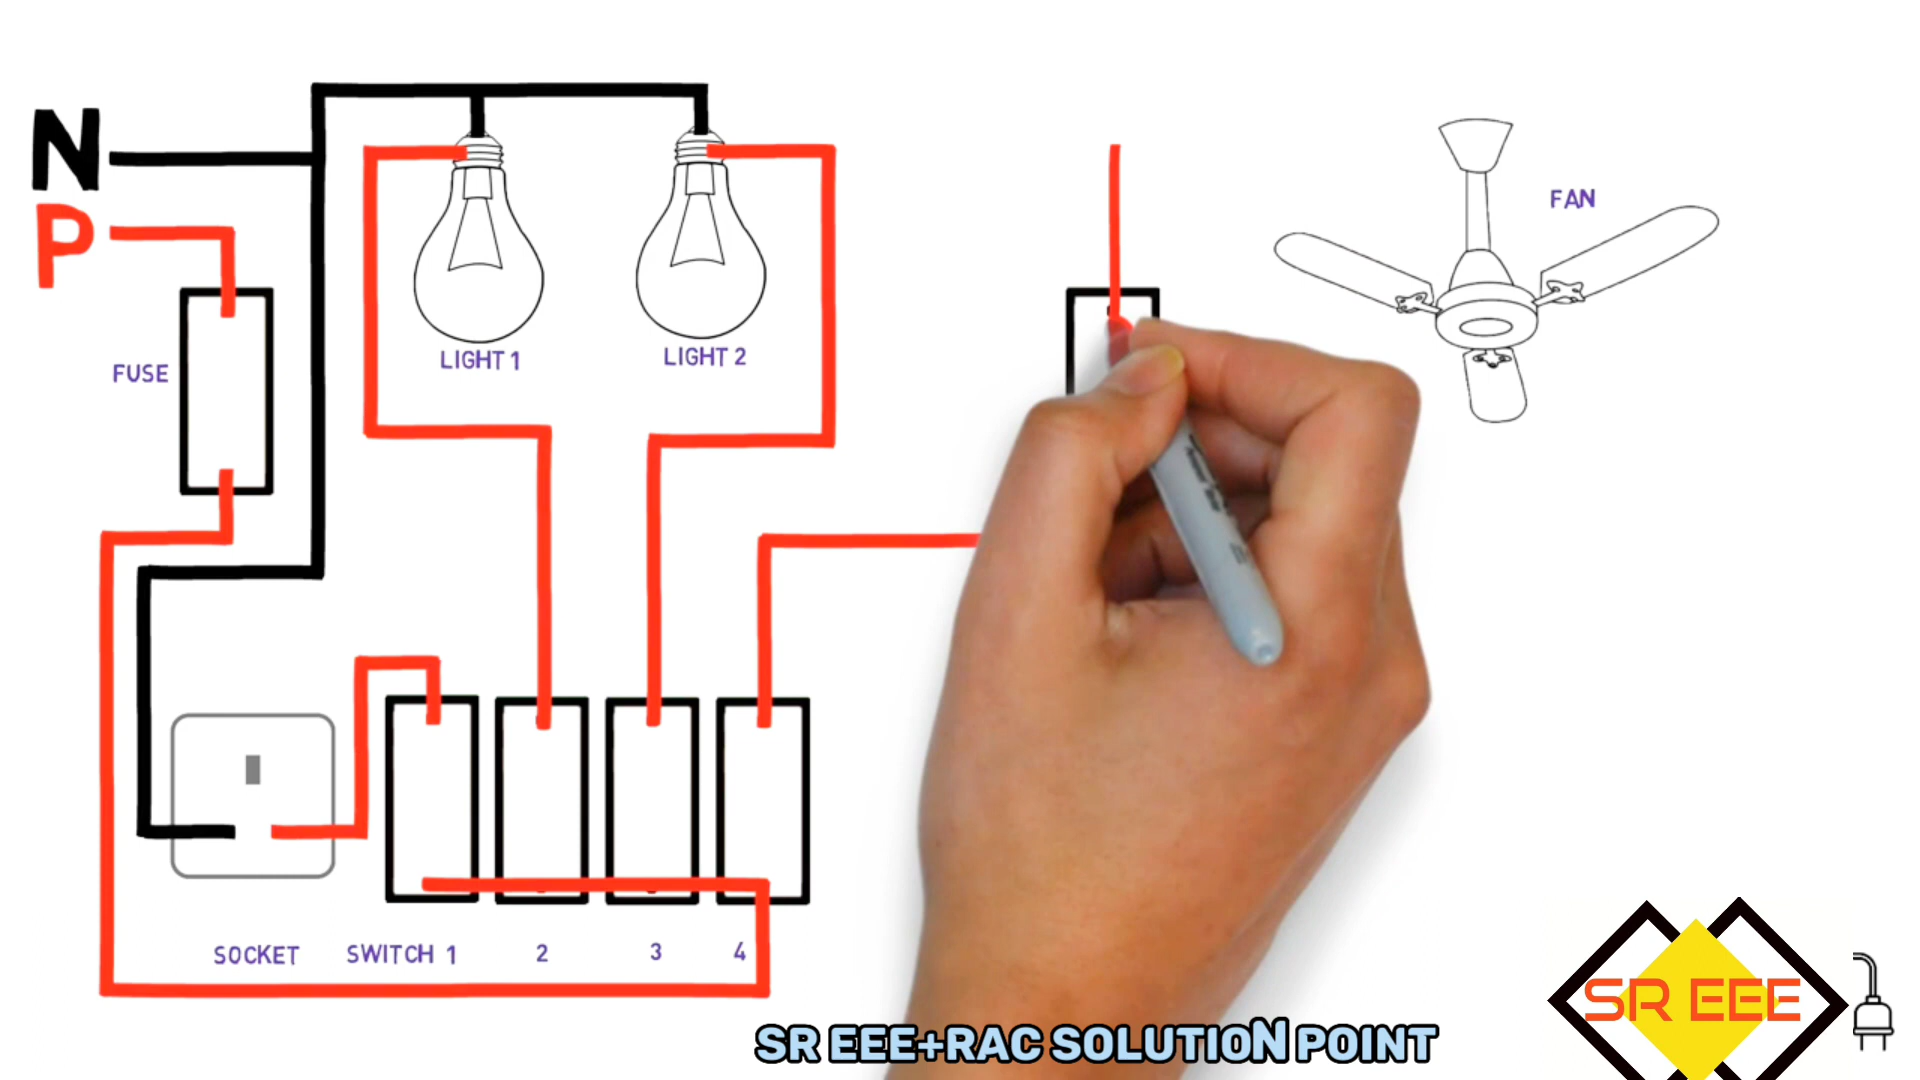 N
P
FUSE
LIGHT 1
LIGHT 2
FAN
SOCKET
SWITCH 1
2
3
4
SR EEE
SR EEE+RAC SOLUTION POINT